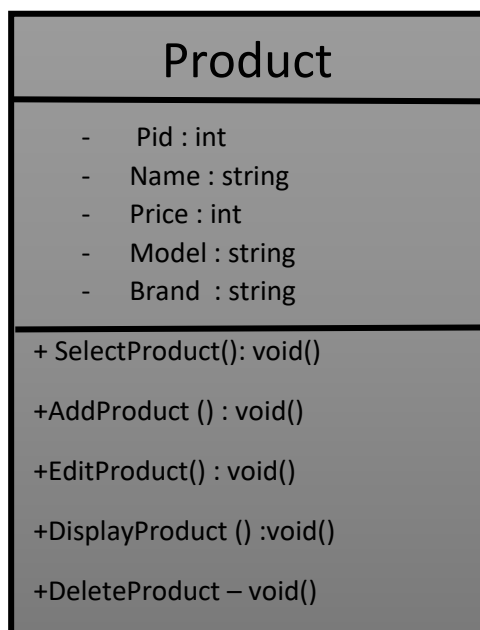 Product
- Pid : int
- Name : string
- Price : int
- Model : string
- Brand : string
+ SelectProduct(): void()
+AddProduct () : void()
+EditProduct() : void()
+DisplayProduct () :void()
+DeleteProduct – void()